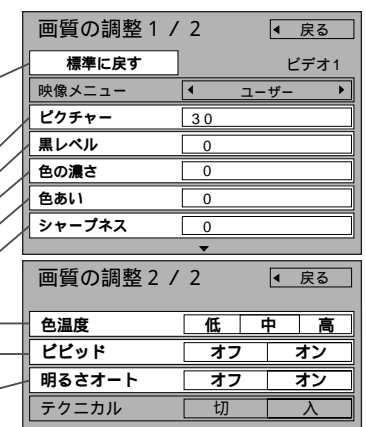 画質の調整1/2 ◀ 戻る
標準に戻す ビデオ1
映像メニュー ◀ ユーザー ▶
ピクチャー 30
黒レベル 0
色の濃さ 0
色あい 0
シャープネス 0
▼
画質の調整2/2 ◀ 戻る
色温度 低 中 高
ビビッド オフ オン
明るさオート オフ オン
テクニカル 切 入